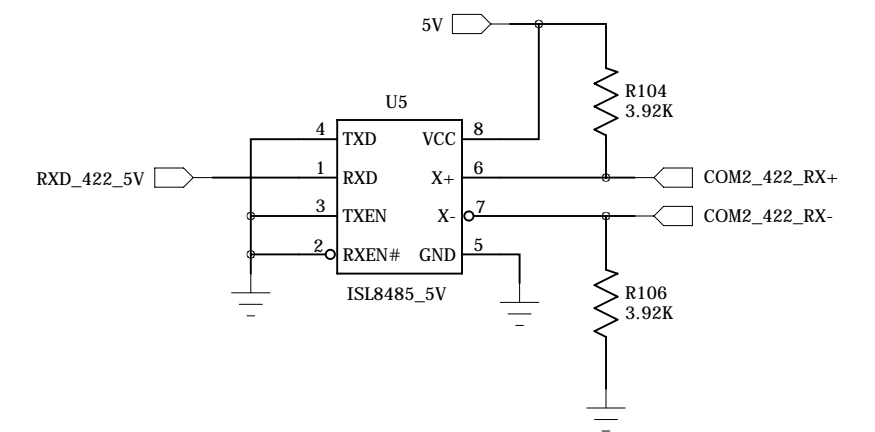 5V
R104
3.92K
U5
4 TXD VCC 8
RXD_422_5V 1 RXD X+ 6 COM2_422_RX+
3 TXEN X- 7 COM2_422_RX-
2 RXEN# GND 5
ISL8485_5V
R106
3.92K